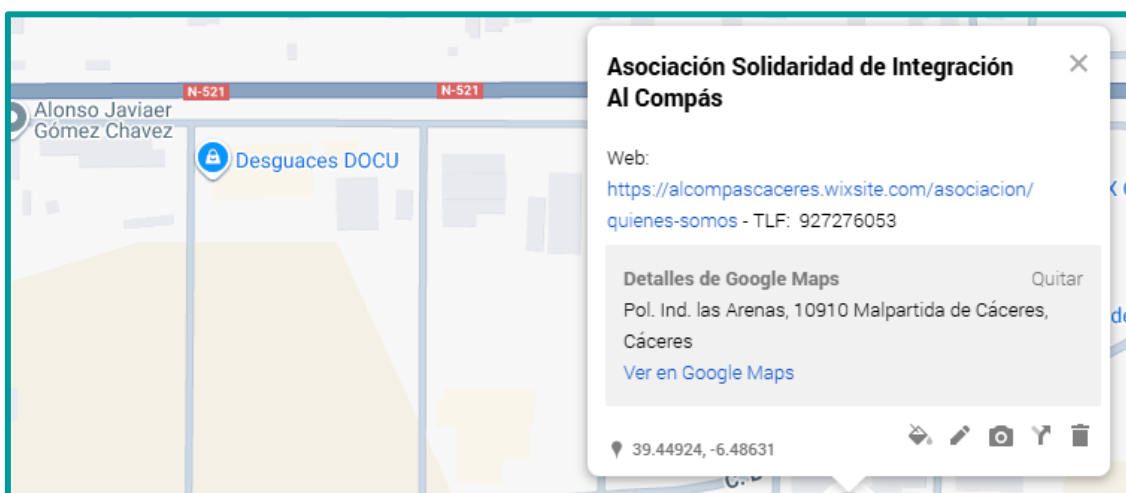 Asociación Solidaridad de Integración
Al Compás
Web:
https://alcompascaceres.wixsite.com/asociacion/
quienes-somos - TLF: 927276053
Detalles de Google Maps
Quitar
Pol. Ind. las Arenas, 10910 Malpartida de Cáceres,
Cáceres
Ver en Google Maps
39.44924, -6.48631
N-521
N-521
Alonso Javiaer
Gómez Chavez
Desguaces DOCU